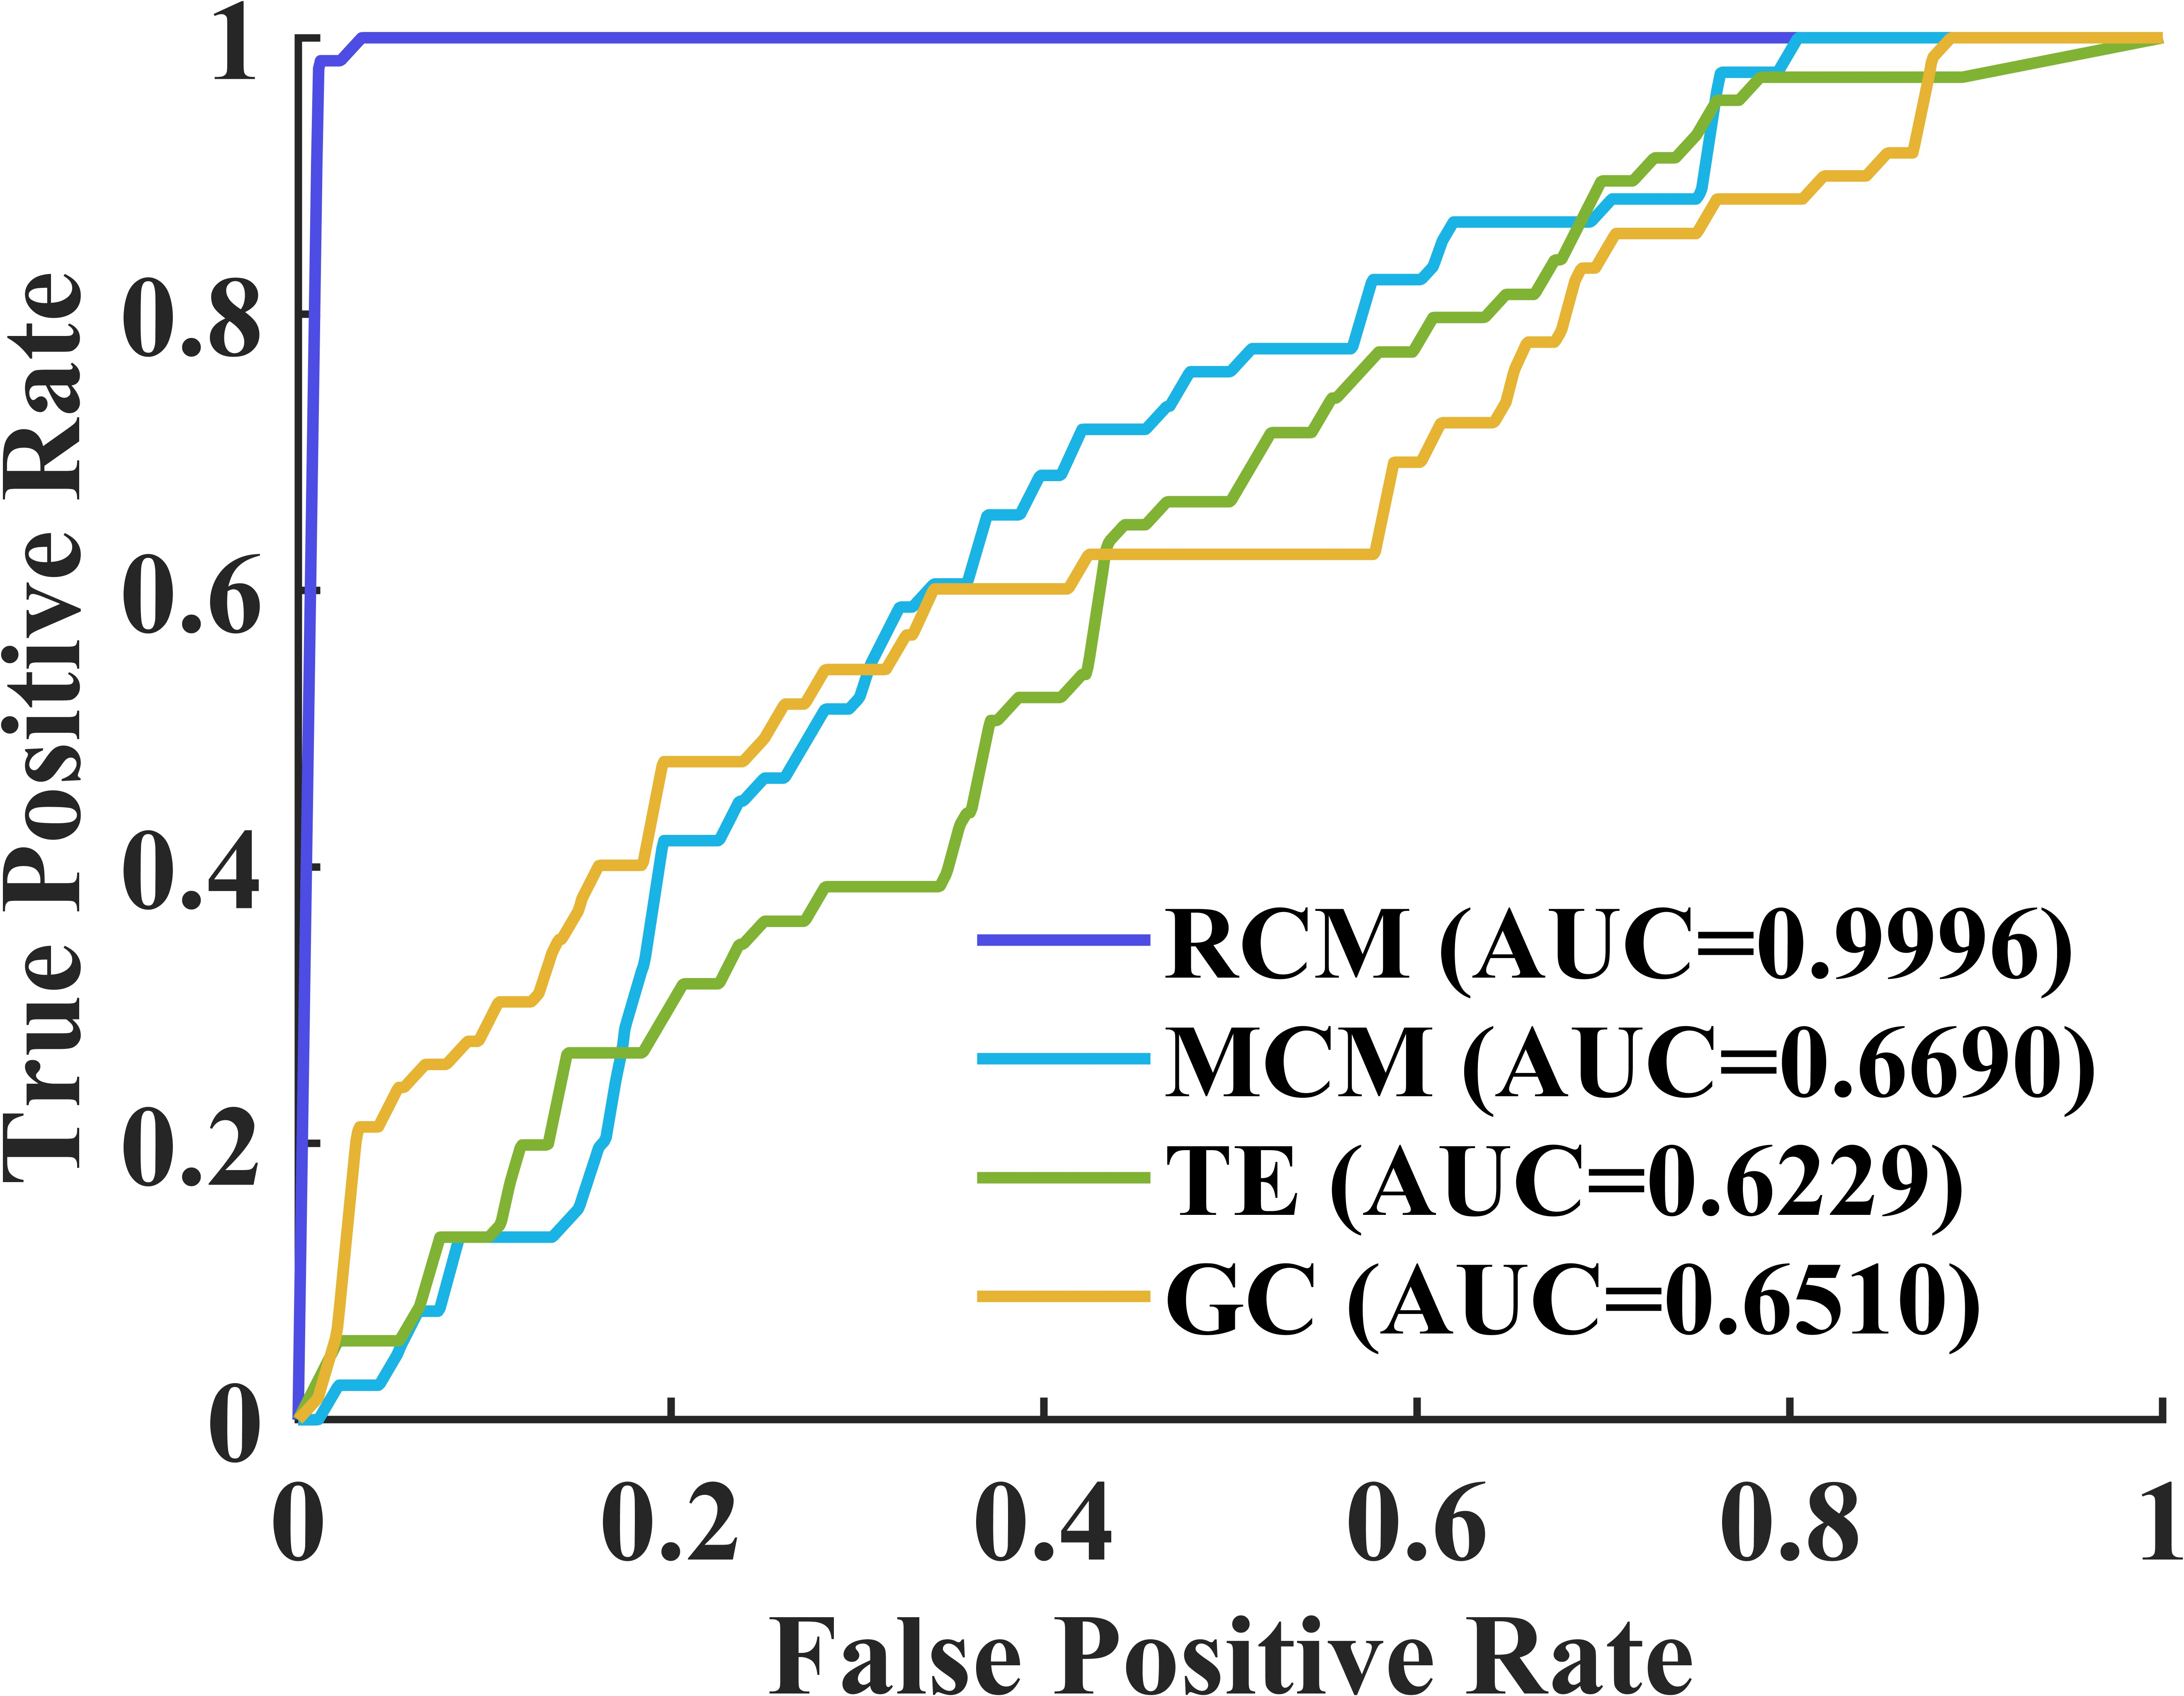 1
0.8
0.6
0.4
0.2
0
True Positive Rate
RCM (AUC=0.9996)
MCM (AUC=0.6690)
TE (AUC=0.6229)
GC (AUC=0.6510)
0 0.2 0.4 0.6 0.8 1
False Positive Rate